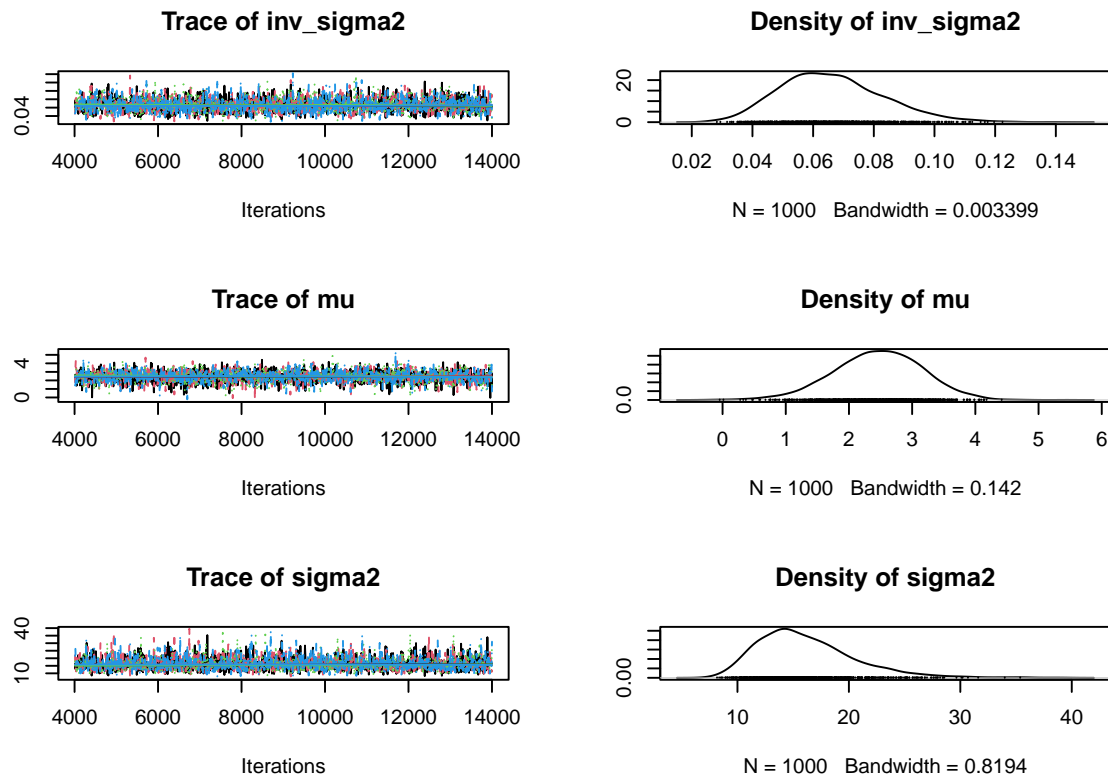 Trace of inv_sigma2
0.04
4000 6000 8000 10000 12000 14000
Iterations
Density of inv_sigma2
0 20
0.02 0.04 0.06 0.08 0.10 0.12 0.14
N = 1000 Bandwidth = 0.003399
Trace of mu
0 4
4000 6000 8000 10000 12000 14000
Iterations
Density of mu
0.0
0 1 2 3 4 5 6
N = 1000 Bandwidth = 0.142
Trace of sigma2
10 40
4000 6000 8000 10000 12000 14000
Iterations
Density of sigma2
0.00
10 20 30 40
N = 1000 Bandwidth = 0.8194